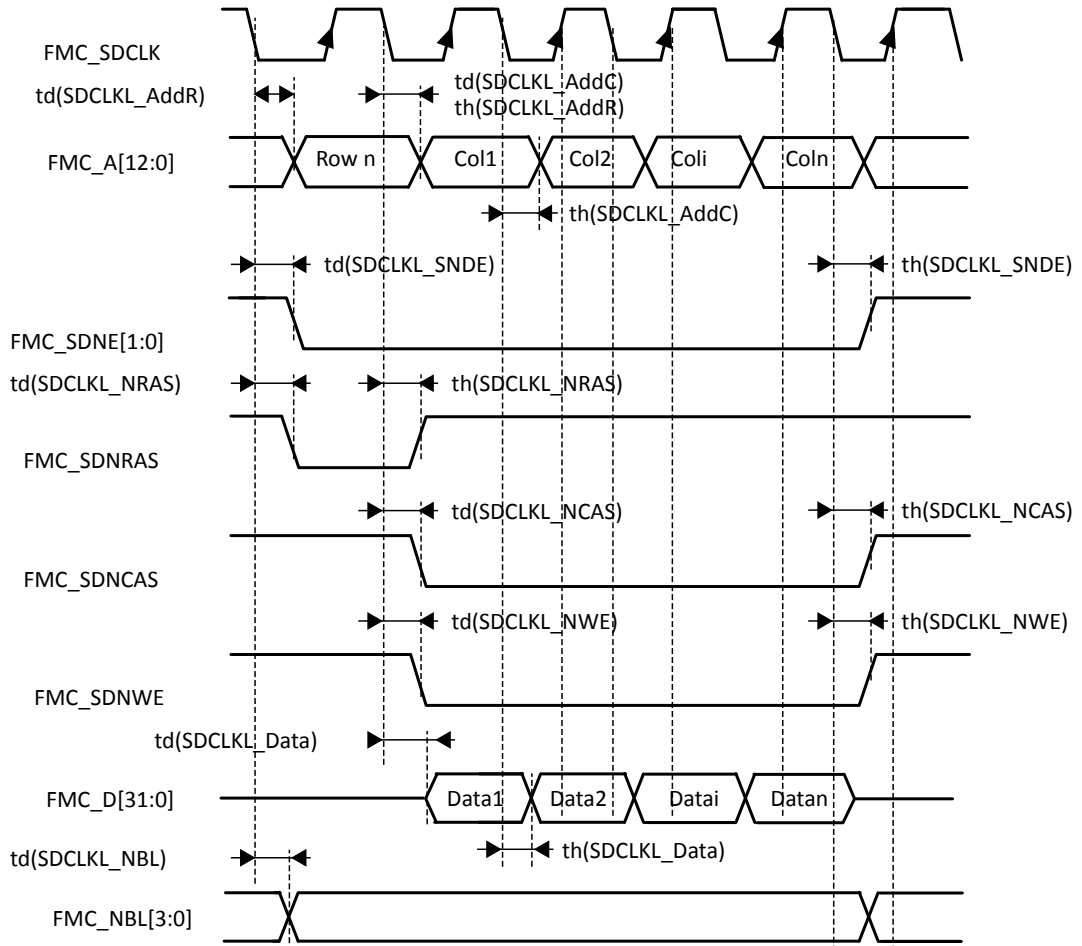 FMC_SDCLK
td(SDCLKL_AddR)
td(SDCLKL_AddC)
th(SDCLKL_AddR)
FMC_A[12:0]
Row n
Col1
Col2
Coli
Coln
th(SDCLKL_AddC)
td(SDCLKL_SNDE)
th(SDCLKL_SNDE)
FMC_SDNE[1:0]
td(SDCLKL_NRAS)
th(SDCLKL_NRAS)
FMC_SDNRAS
td(SDCLKL_NCAS)
th(SDCLKL_NCAS)
FMC_SDNCAS
td(SDCLKL_NWE)
th(SDCLKL_NWE)
FMC_SDNWE
td(SDCLKL_Data)
FMC_D[31:0]
Data1
Data2
Datai
Datan
td(SDCLKL_NBL)
th(SDCLKL_Data)
FMC_NBL[3:0]